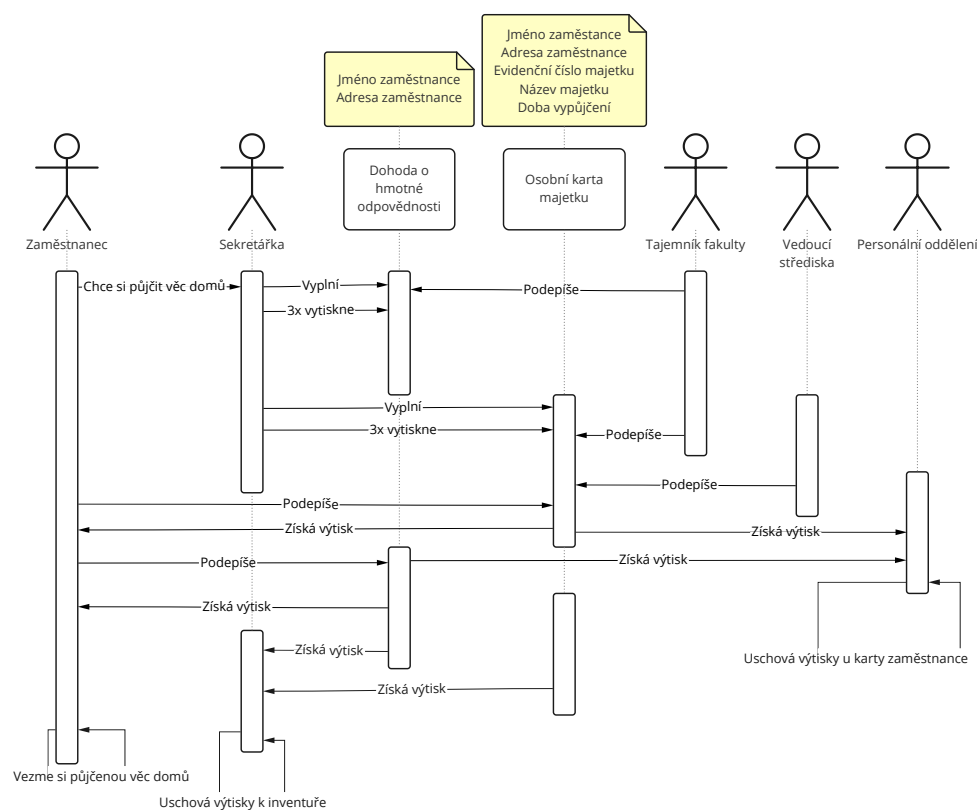 Jméno zaměstance
Adresa zaměstnance
Evidenční číslo majetku
Název majetku
Doba vypůjčení
Jméno zaměstnance
Adresa zaměstnance
Dohoda o
hmotné
odpovědnosti
Osobní karta
majetku
Zaměstnanec
Sekretářka
Tajemník fakulty
Vedoucí
střediska
Personální oddělení
Chce si půjčit věc domů
Vyplní
Podepíše
3x vytiskne
Vyplní
3x vytiskne
Podepíše
Podepíše
Podepíše
Získá výtisk
Získá výtisk
Podepíše
Získá výtisk
Získá výtisk
Získá výtisk
Uschová výtisky u karty zaměstnance
Získá výtisk
Vezme si půjčenou věc domů
Uschová výtisky k inventuře